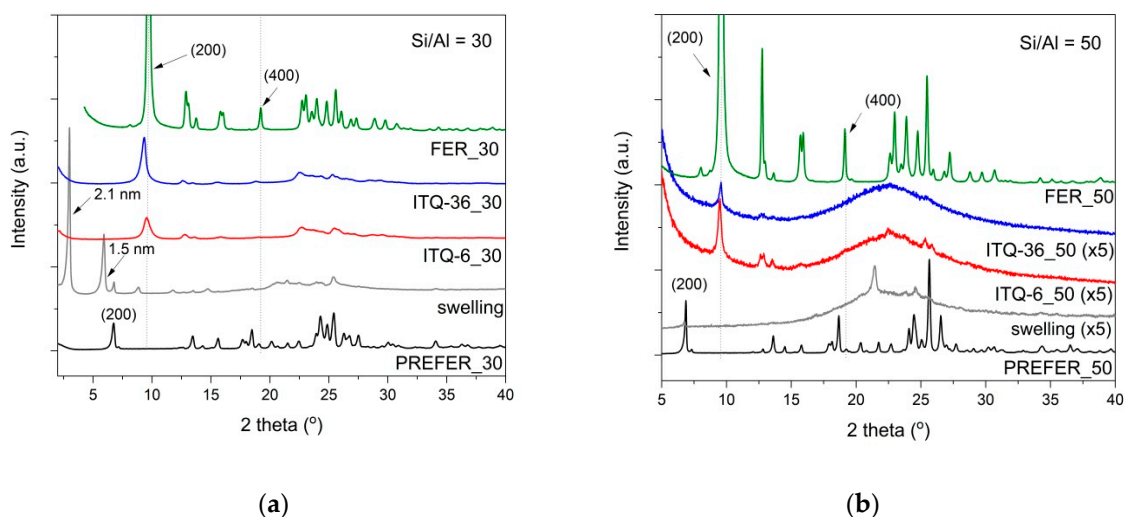 Si/Al = 30
(200)
(400)
FER_30
2.1 nm
ITQ-36_30
1.5 nm
ITQ-6_30
(200)
swelling
PREFER_30
Intensity (a.u.)
5 10 15 20 25 30 35 40
2 theta (°)
(a)
Si/Al = 50
(200)
(400)
FER_50
ITQ-36_50 (x5)
ITQ-6_50 (x5)
(200)
swelling (x5)
PREFER_50
Intensity (a.u.)
5 10 15 20 25 30 35 40
2 theta (°)
(b)